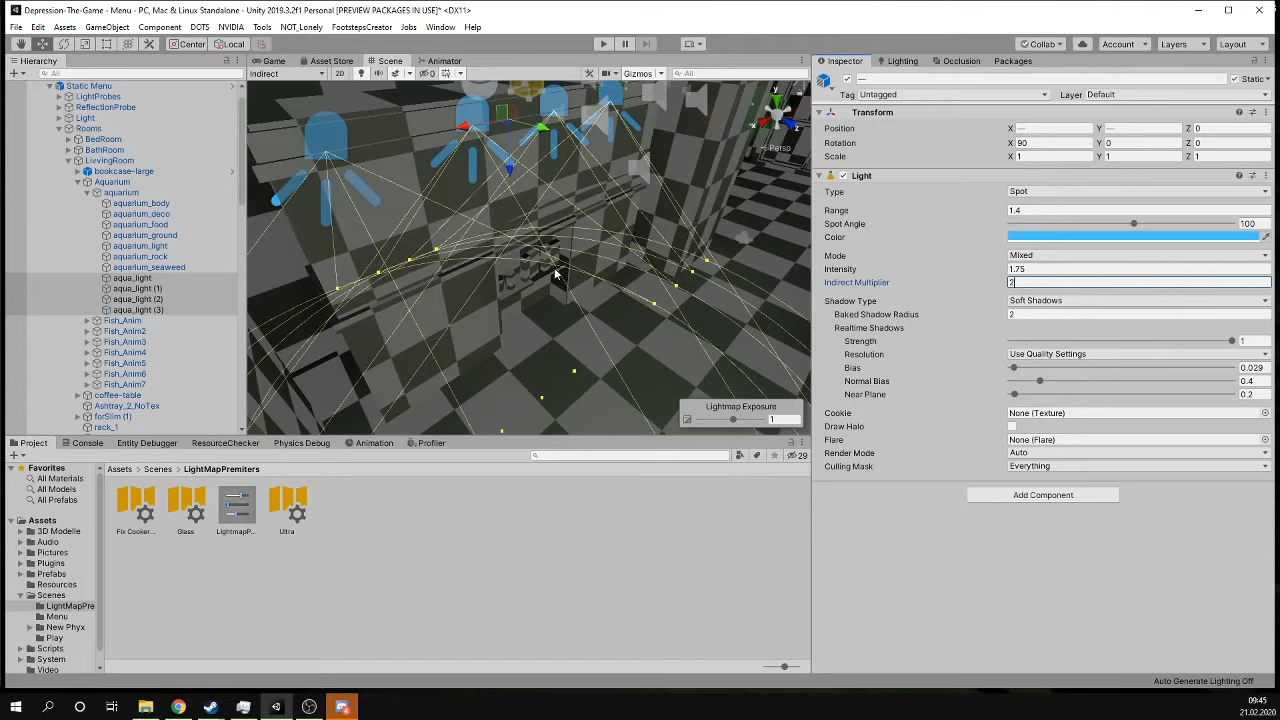 Depression-The-Game - Menu - PC, Mac & Linux Standalone - Unity 2019.3.2f1 Personal [PREVIEW PACKAGES IN USE]* <DX11>
File Edit Assets GameObject Component DOTS NVIDIA Tools NOT_Lonely FootstepsCreator Jobs Window Help
Center Local Collab Account Layers Layout
Hierarchy Game Asset Store Scene Animator Inspector Lighting Occlusion Packages
All Indirect 2D 0 Gizmos All — Static
Tag Untagged Layer Default
Static Menu
LightProbes
ReflectionProbe
Light
Rooms
BedRoom
BathRoom
LivvingRoom
bookcase-large
Aquarium
aquarium
aquarium_body
aquarium_deco
aquarium_food
aquarium_ground
aquarium_light
aquarium_rock
aquarium_seaweed
aqua_light
aqua_light (1)
aqua_light (2)
aqua_light (3)
Fish_Anim
Fish_Anim2
Fish_Anim3
Fish_Anim4
Fish_Anim5
Fish_Anim6
Fish_Anim7
coffee-table
Ashtray_2_NoTex
forSlim (1)
rack_1
y
x
z
Persp
Lightmap Exposure
1
Transform
Position X — Y — Z 0
Rotation X 90 Y 0 Z 0
Scale X 1 Y 1 Z 1
Light
Type Spot
Range 1.4
Spot Angle 100
Color
Mode Mixed
Intensity 1.75
Indirect Multiplier 2
Shadow Type Soft Shadows
Baked Shadow Radius 2
Realtime Shadows
Strength 1
Resolution Use Quality Settings
Bias 0.029
Normal Bias 0.4
Near Plane 0.2
Cookie None (Texture)
Draw Halo
Flare None (Flare)
Render Mode Auto
Culling Mask Everything
Add Component
Project Console Entity Debugger ResourceChecker Physics Debug Animation Profiler
29
Favorites
All Materials
All Models
All Prefabs
Assets
3D Modelle
Audio
Pictures
Plugins
Prefabs
Resources
Scenes
LightMapPre
Menu
New Phyx
Play
Scripts
System
Video
Assets Scenes LightMapPremiters
Fix Cooker... Glass LightmapP... Ultra
Auto Generate Lighting Off
09:45
21.02.2020